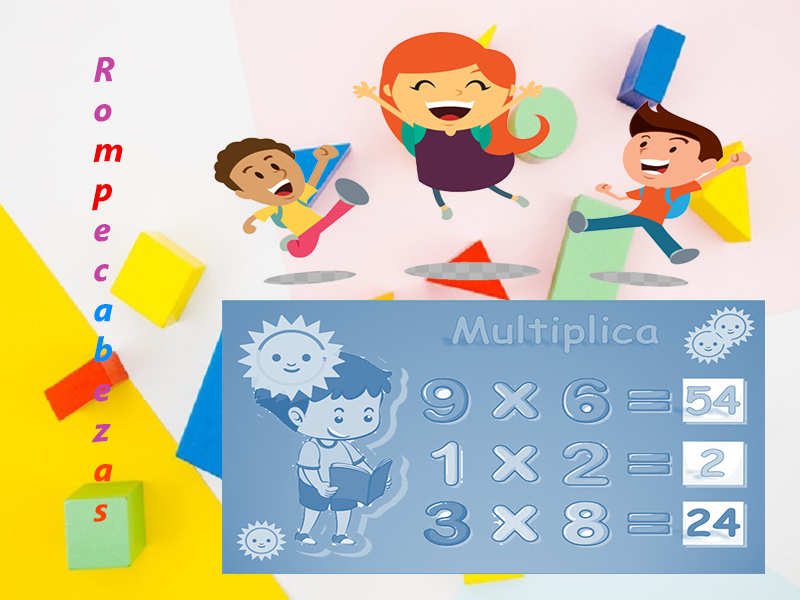 Rompecabezas
Multiplica
9 x 6 = 54
1 x 2 = 2
3 x 8 = 24